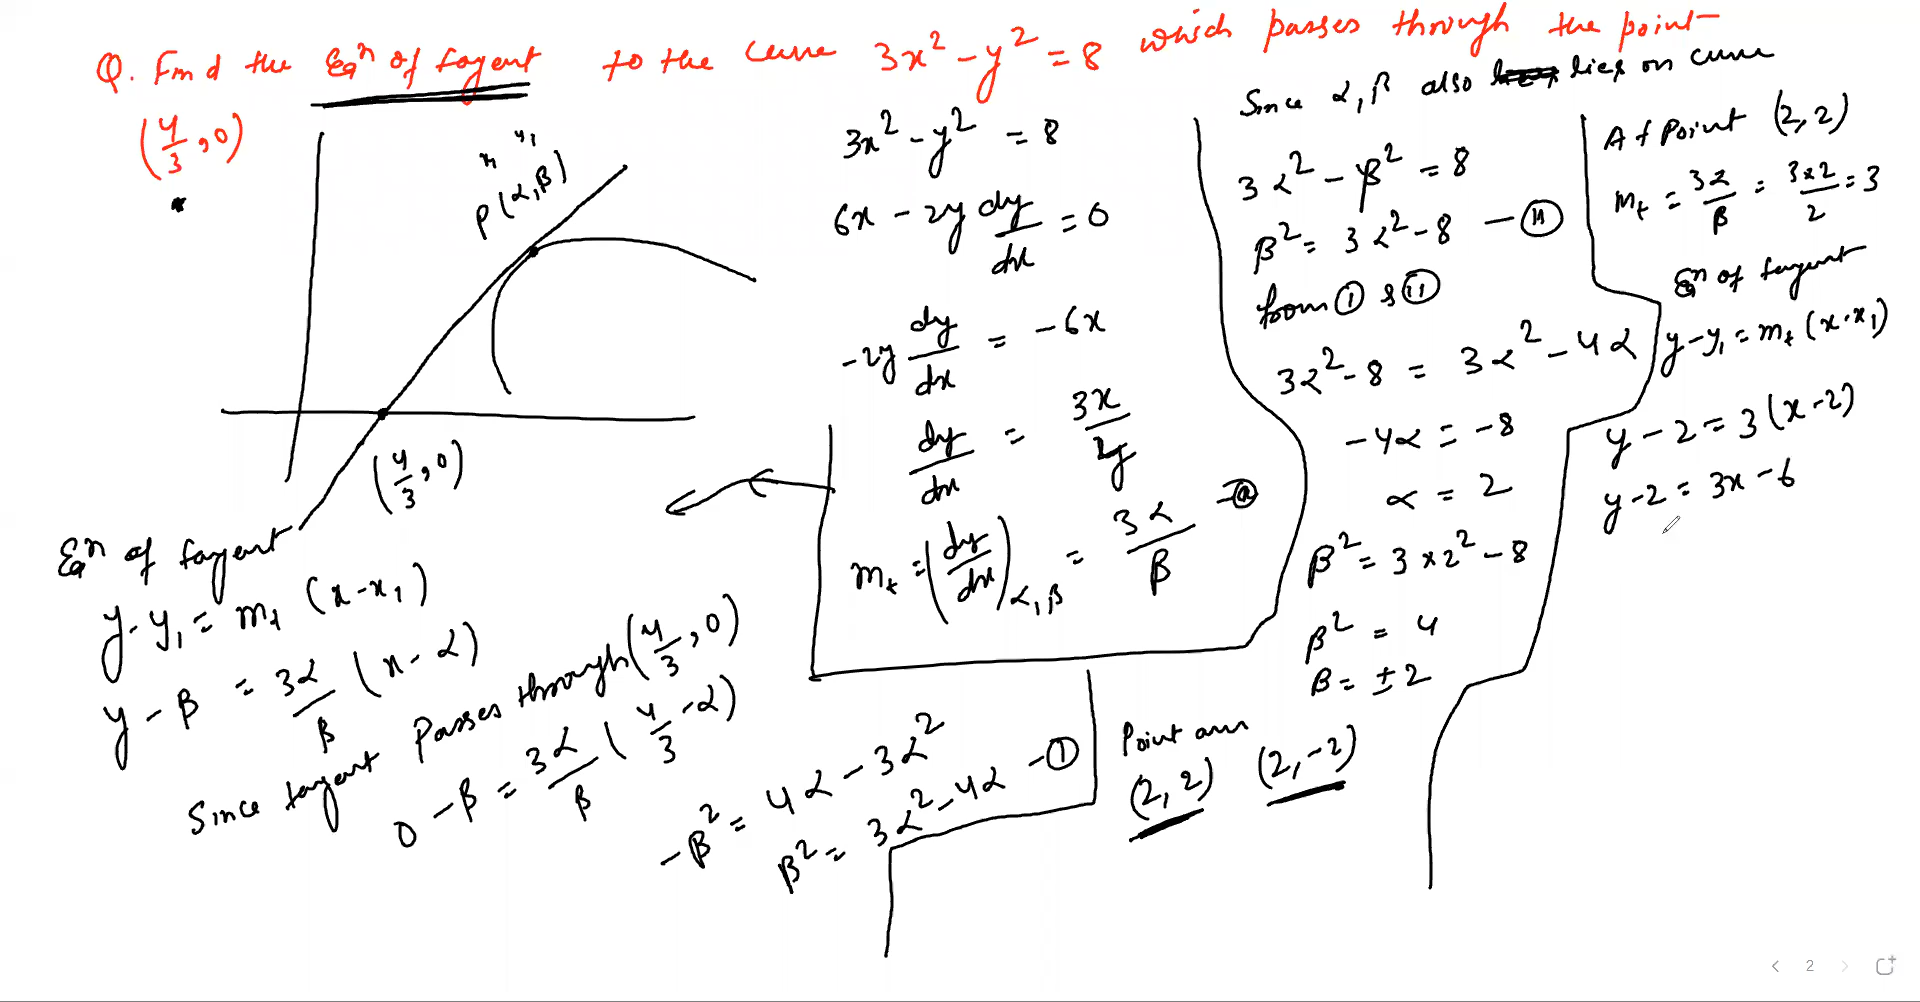 Q. Find the Eqn of tangent to the curve 3x² - y² = 8 which passes through the point
(4/3, 0)
x₁ y₁
P(α, β)
(4/3, 0)
Eqn of tangent
y - y₁ = mt (x - x₁)
y - β = 3α/β (x - α)
Since tangent passes through (4/3, 0)
0 - β = 3α/β (4/3 - α)
-β² = 4α - 3α²
β² = 3α² - 4α - ①
3x² - y² = 8
6x - 2y dy/dx = 0
-2y dy/dx = -6x
dy/dx = 3x/y
mt = (dy/dx)α,β = 3α/β - ⓐ
Since α, β also lies on curve
3α² - β² = 8
β² = 3α² - 8 - ⑪
from ① & ⑪
3α² - 8 = 3α² - 4α
-4α = -8
α = 2
β² = 3×2² - 8
β² = 4
β = ±2
Point are
(2, 2) (2, -2)
At Point (2, 2)
mt = 3α/β = 3×2/2 = 3
Eqn of tangent
y - y₁ = mt (x - x₁)
y - 2 = 3(x - 2)
y - 2 = 3x - 6
2